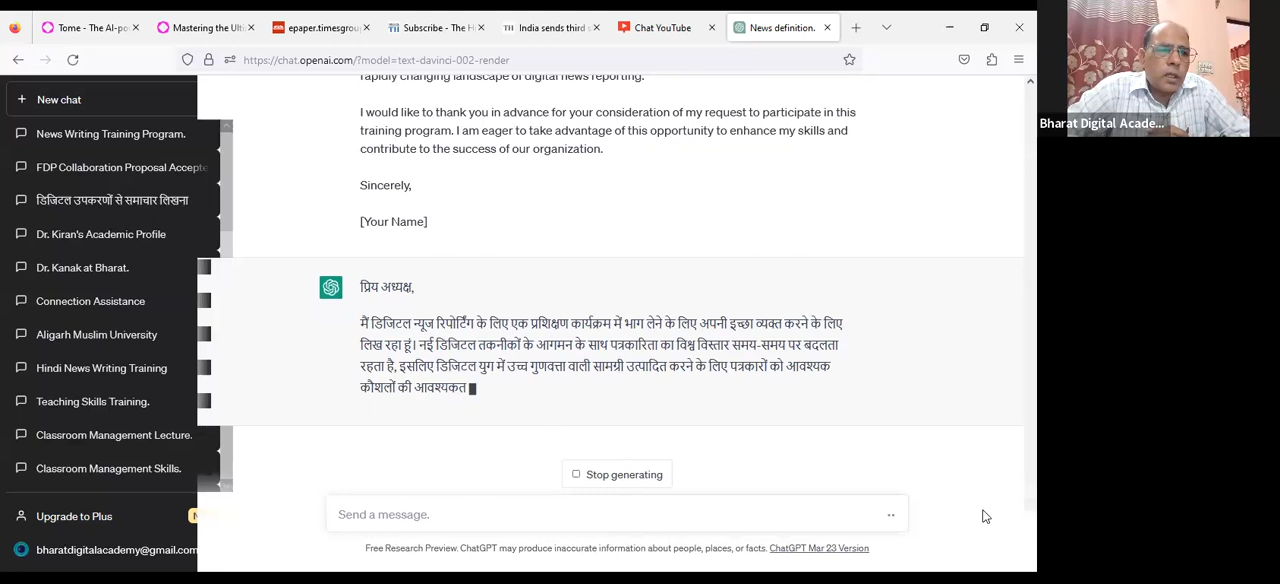 Tome - The AI-po
Mastering the Ulti
epaper.timesgrou
Subscribe - The H
India sends third s
Chat YouTube
News definition.
https://chat.openai.com/?model=text-davinci-002-render
New chat
News Writing Training Program.
FDP Collaboration Proposal Accepte
डिजिटल उपकरणों से समाचार लिखना
Dr. Kiran's Academic Profile
Dr. Kanak at Bharat.
Connection Assistance
Aligarh Muslim University
Hindi News Writing Training
Teaching Skills Training.
Classroom Management Lecture.
Classroom Management Skills.
Upgrade to Plus
bharatdigitalacademy@gmail.com
rapidly changing landscape of digital news reporting.
I would like to thank you in advance for your consideration of my request to participate in this
training program. I am eager to take advantage of this opportunity to enhance my skills and
contribute to the success of our organization.
Sincerely,
[Your Name]
प्रिय अध्यक्ष,
मैं डिजिटल न्यूज रिपोर्टिंग के लिए एक प्रशिक्षण कार्यक्रम में भाग लेने के लिए अपनी इच्छा व्यक्त करने के लिए
लिख रहा हूं। नई डिजिटल तकनीकों के आगमन के साथ पत्रकारिता का विश्व विस्तार समय-समय पर बदलता
रहता है, इसलिए डिजिटल युग में उच्च गुणवत्ता वाली सामग्री उत्पादित करने के लिए पत्रकारों को आवश्यक
कौशलों की आवश्यकत
Stop generating
Send a message.
Free Research Preview. ChatGPT may produce inaccurate information about people, places, or facts. ChatGPT Mar 23 Version
Bharat Digital Acade...